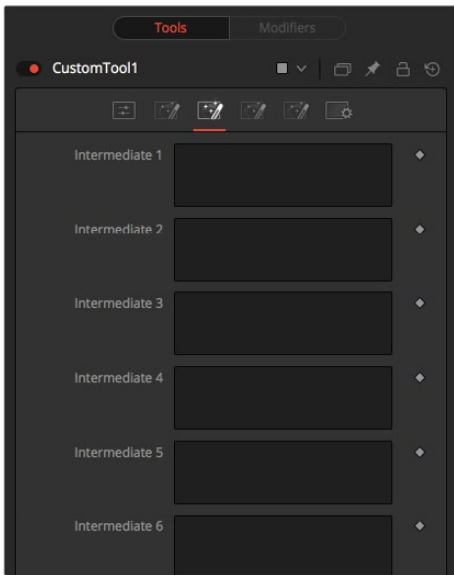 Tools
Modifiers
CustomTool1
Intermediate 1
Intermediate 2
Intermediate 3
Intermediate 4
Intermediate 5
Intermediate 6